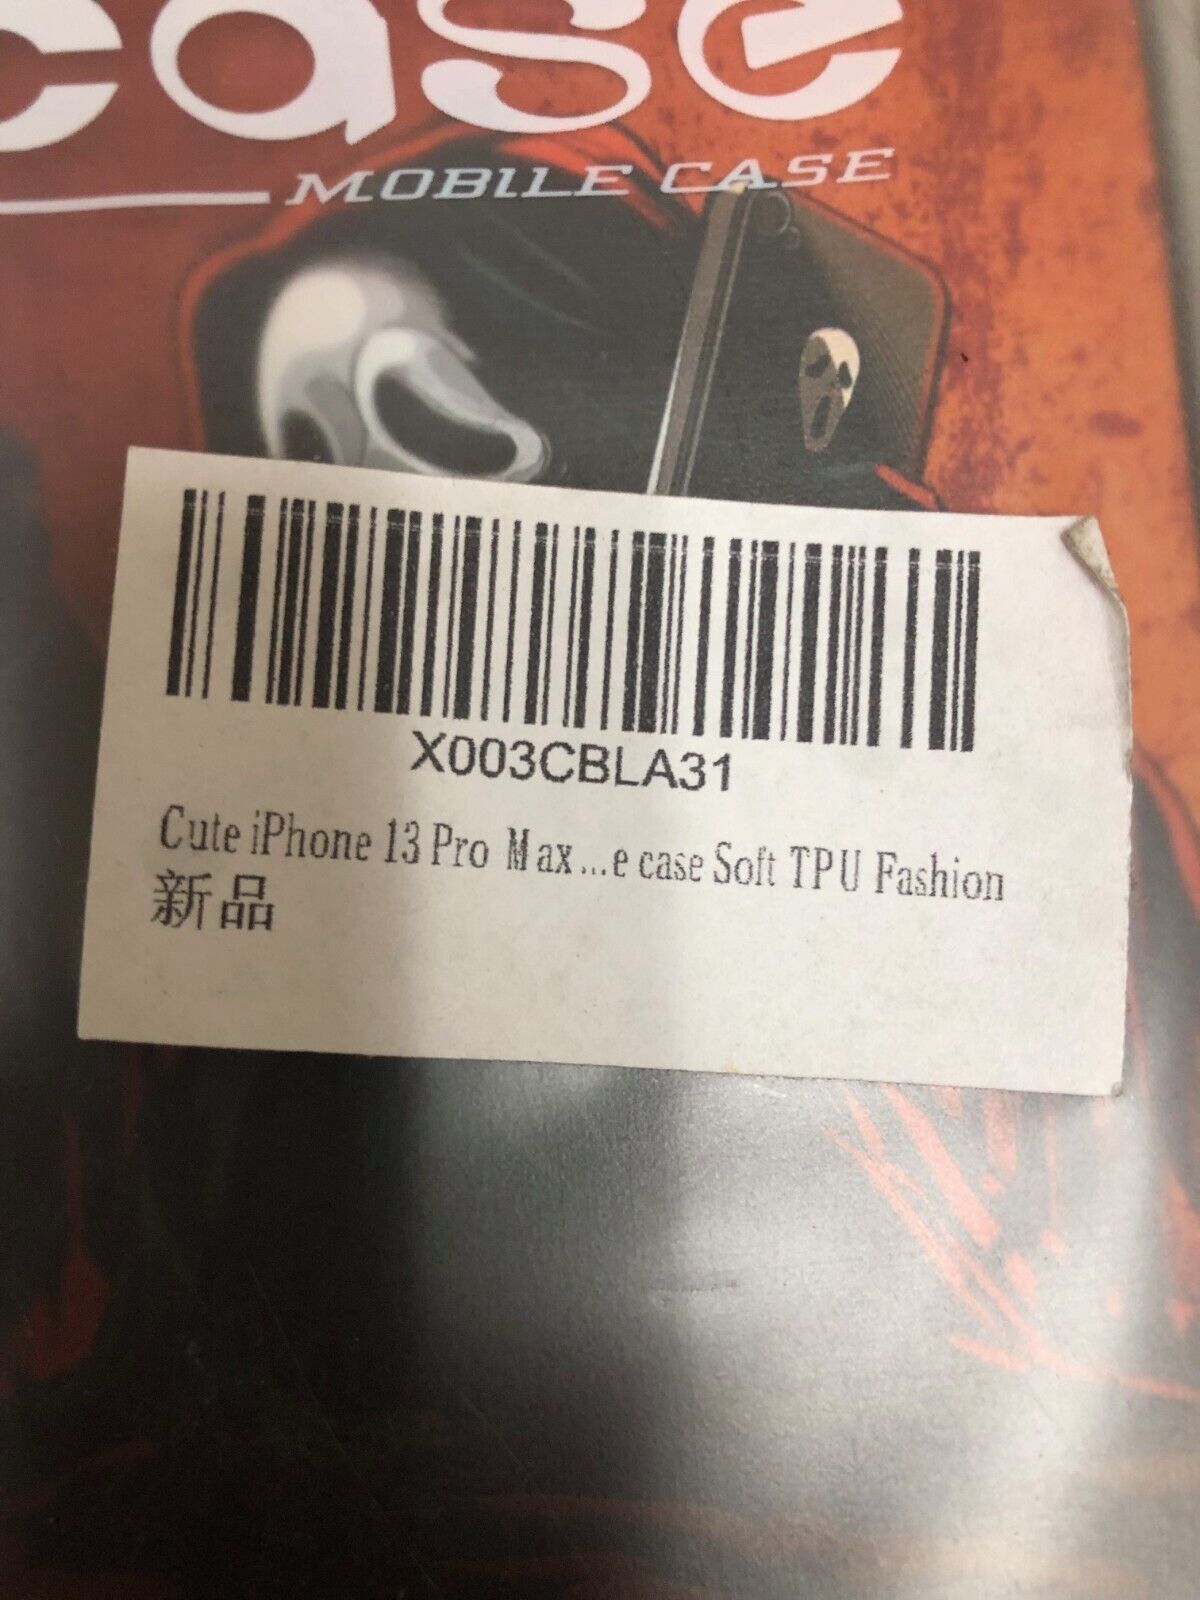 case
MOBILE CASE
X003CBLA31
Cute iPhone 13 Pro Max...e case Soft TPU Fashion
新品